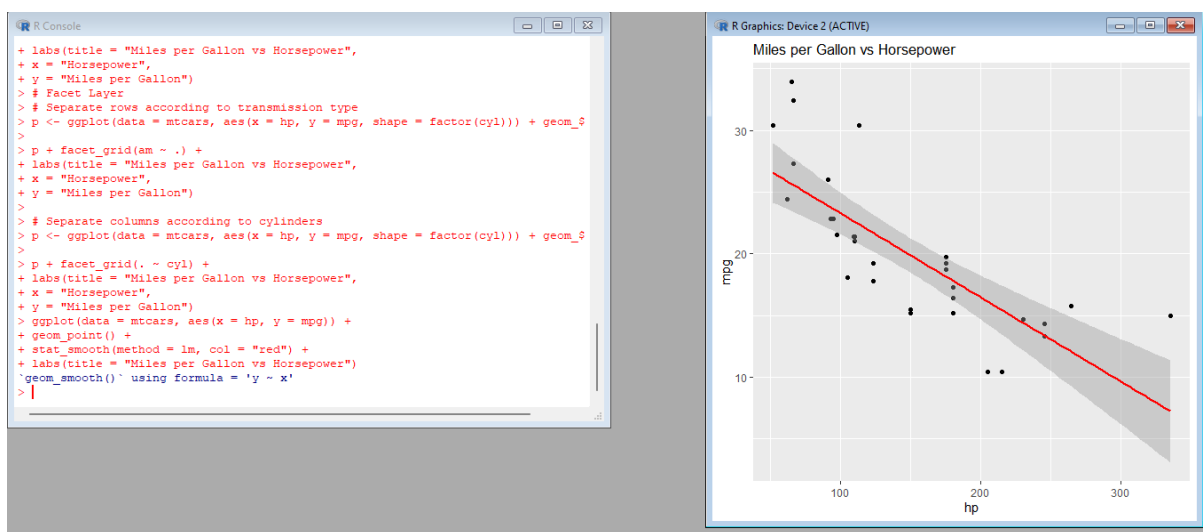 R Console
+ labs(title = "Miles per Gallon vs Horsepower",
+ x = "Horsepower",
+ y = "Miles per Gallon")
> # Facet Layer
> # Separate rows according to transmission type
> p <- ggplot(data = mtcars, aes(x = hp, y = mpg, shape = factor(cyl))) + geom_$
>
> p + facet_grid(am ~ .) +
+ labs(title = "Miles per Gallon vs Horsepower",
+ x = "Horsepower",
+ y = "Miles per Gallon")
>
> # Separate columns according to cylinders
> p <- ggplot(data = mtcars, aes(x = hp, y = mpg, shape = factor(cyl))) + geom_$
>
> p + facet_grid(. ~ cyl) +
+ labs(title = "Miles per Gallon vs Horsepower",
+ x = "Horsepower",
+ y = "Miles per Gallon")
> ggplot(data = mtcars, aes(x = hp, y = mpg)) +
+ geom_point() +
+ stat_smooth(method = lm, col = "red") +
+ labs(title = "Miles per Gallon vs Horsepower")
`geom_smooth()` using formula = 'y ~ x'
>
R Graphics: Device 2 (ACTIVE)
Miles per Gallon vs Horsepower
30
20
10
mpg
100 200 300
hp